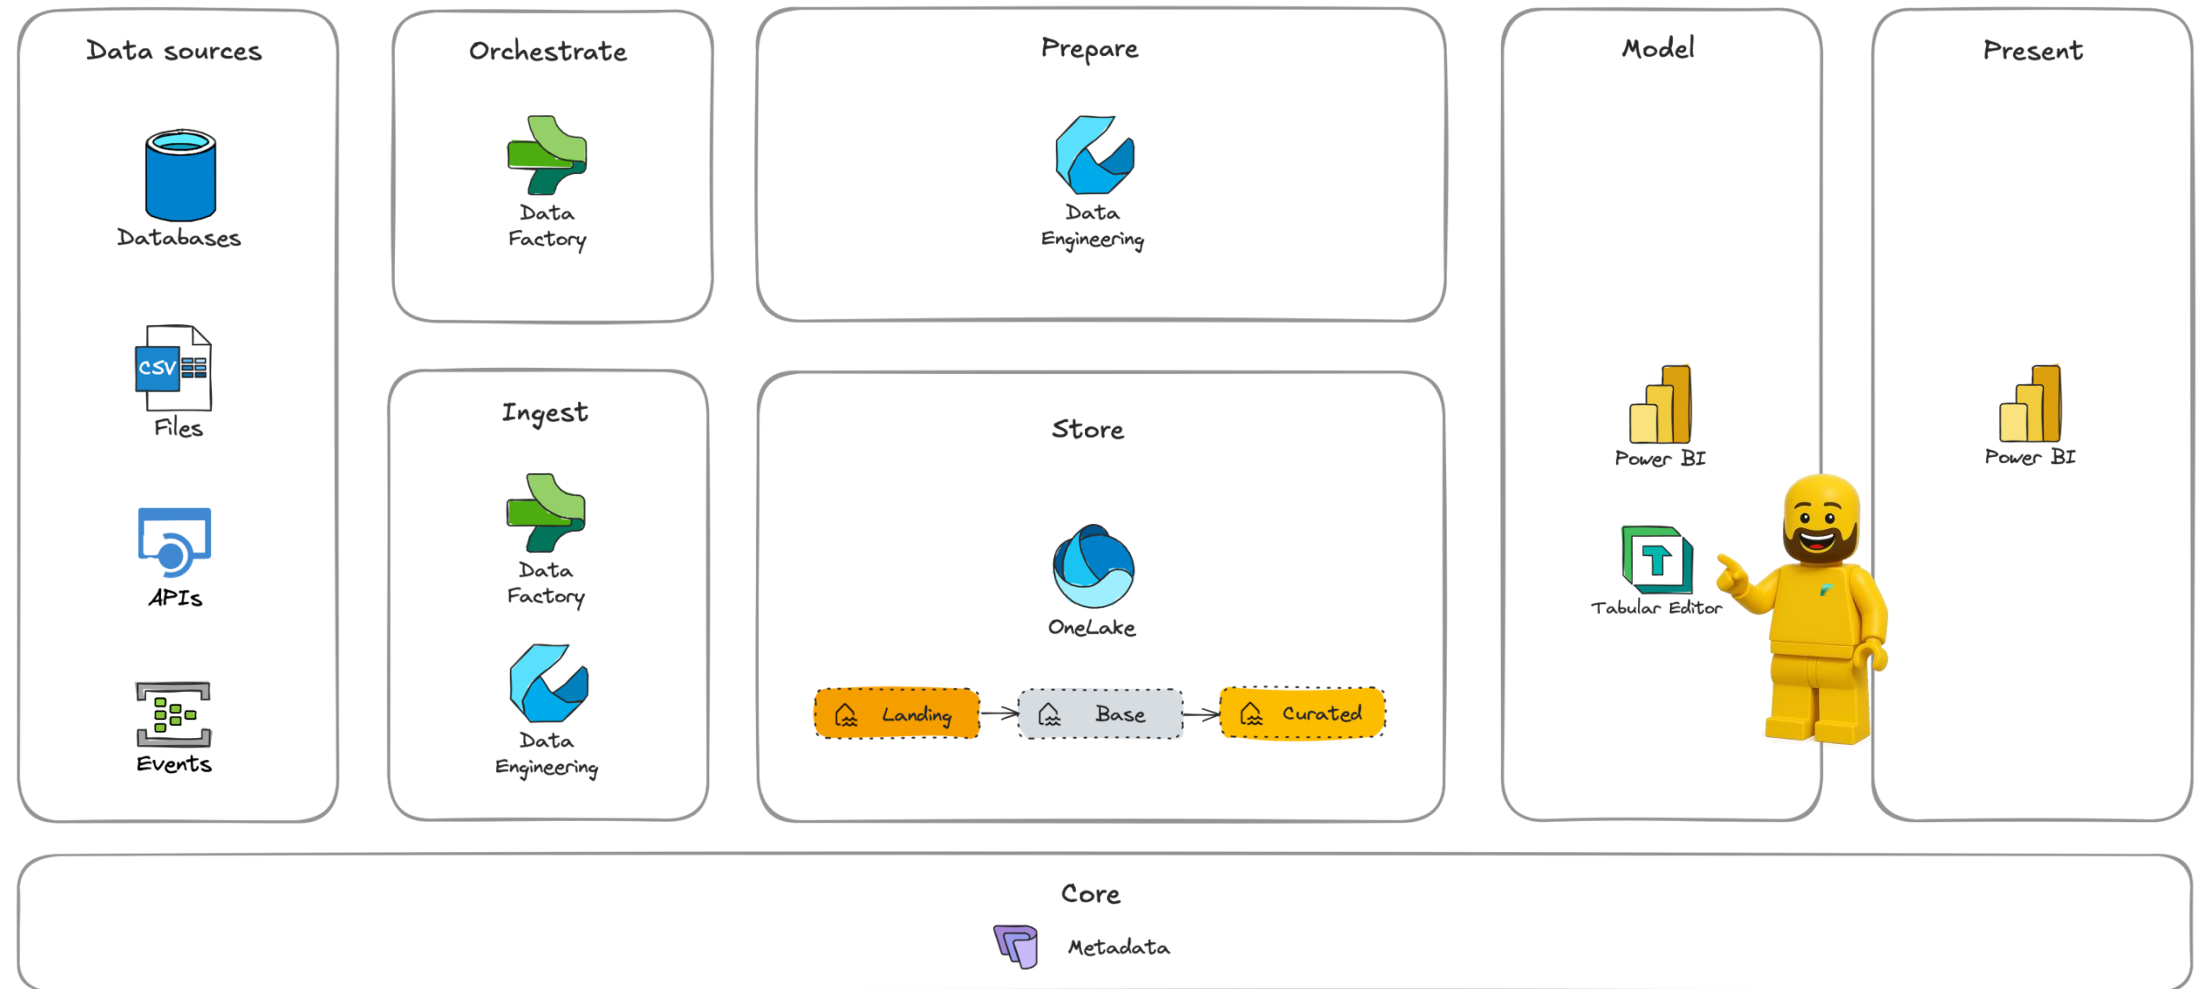 Data sources
Databases
CSV
Files
APIs
Events
Orchestrate
Data
Factory
Ingest
Data
Factory
Data
Engineering
Prepare
Data
Engineering
Store
OneLake
Landing
Base
Curated
Model
Power BI
T
Tabular Editor
Present
Power BI
Core
Metadata